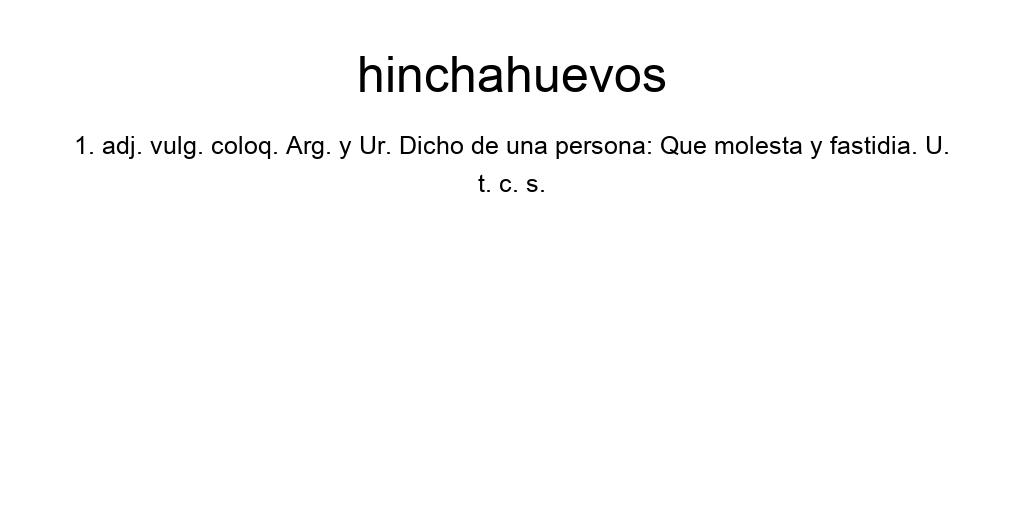 hinchahuevos
1. adj. vulg. coloq. Arg. y Ur. Dicho de una persona: Que molesta y fastidia. U.
t. c. s.